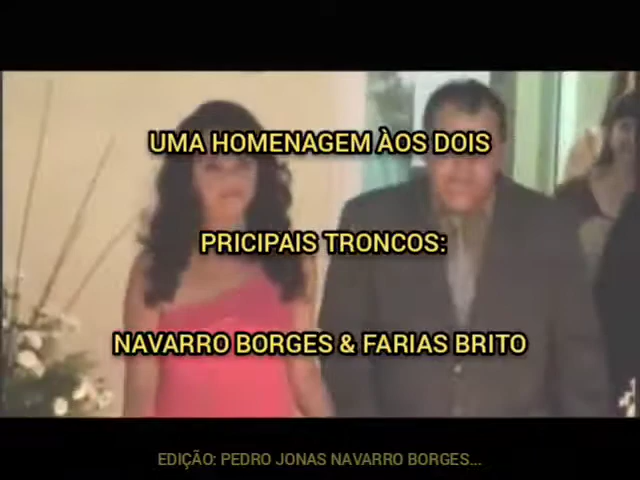 UMA HOMENAGEM ÀOS DOIS
PRICIPAIS TRONCOS:
NAVARRO BORGES & FARIAS BRITO
EDIÇÃO: PEDRO JONAS NAVARRO BORGES...